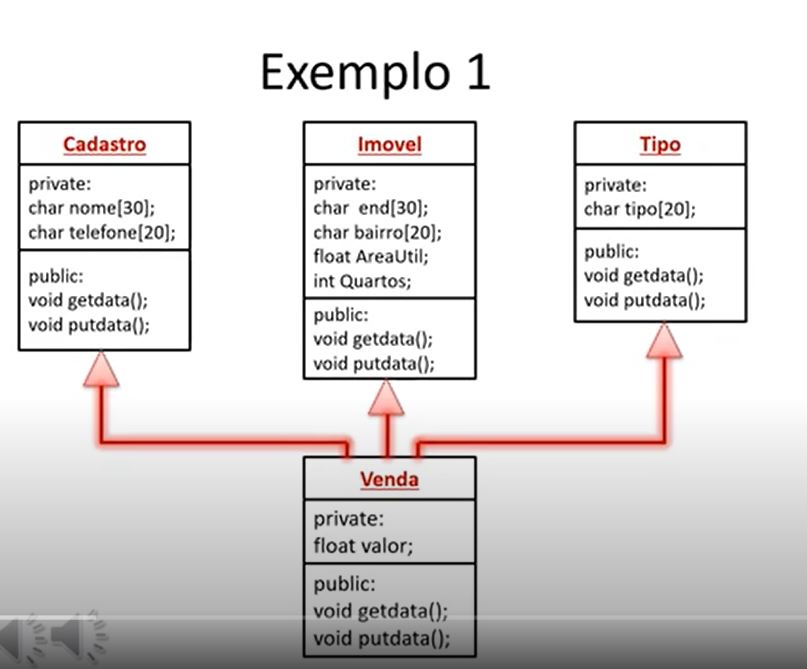 Exemplo 1
Cadastro
private:
char nome[30];
char telefone[20];
public:
void getdata();
void putdata();
Imovel
private:
char end[30];
char bairro[20];
float AreaUtil;
int Quartos;
public:
void getdata();
void putdata();
Tipo
private:
char tipo[20];
public:
void getdata();
void putdata();
Venda
private:
float valor;
public:
void getdata();
void putdata();